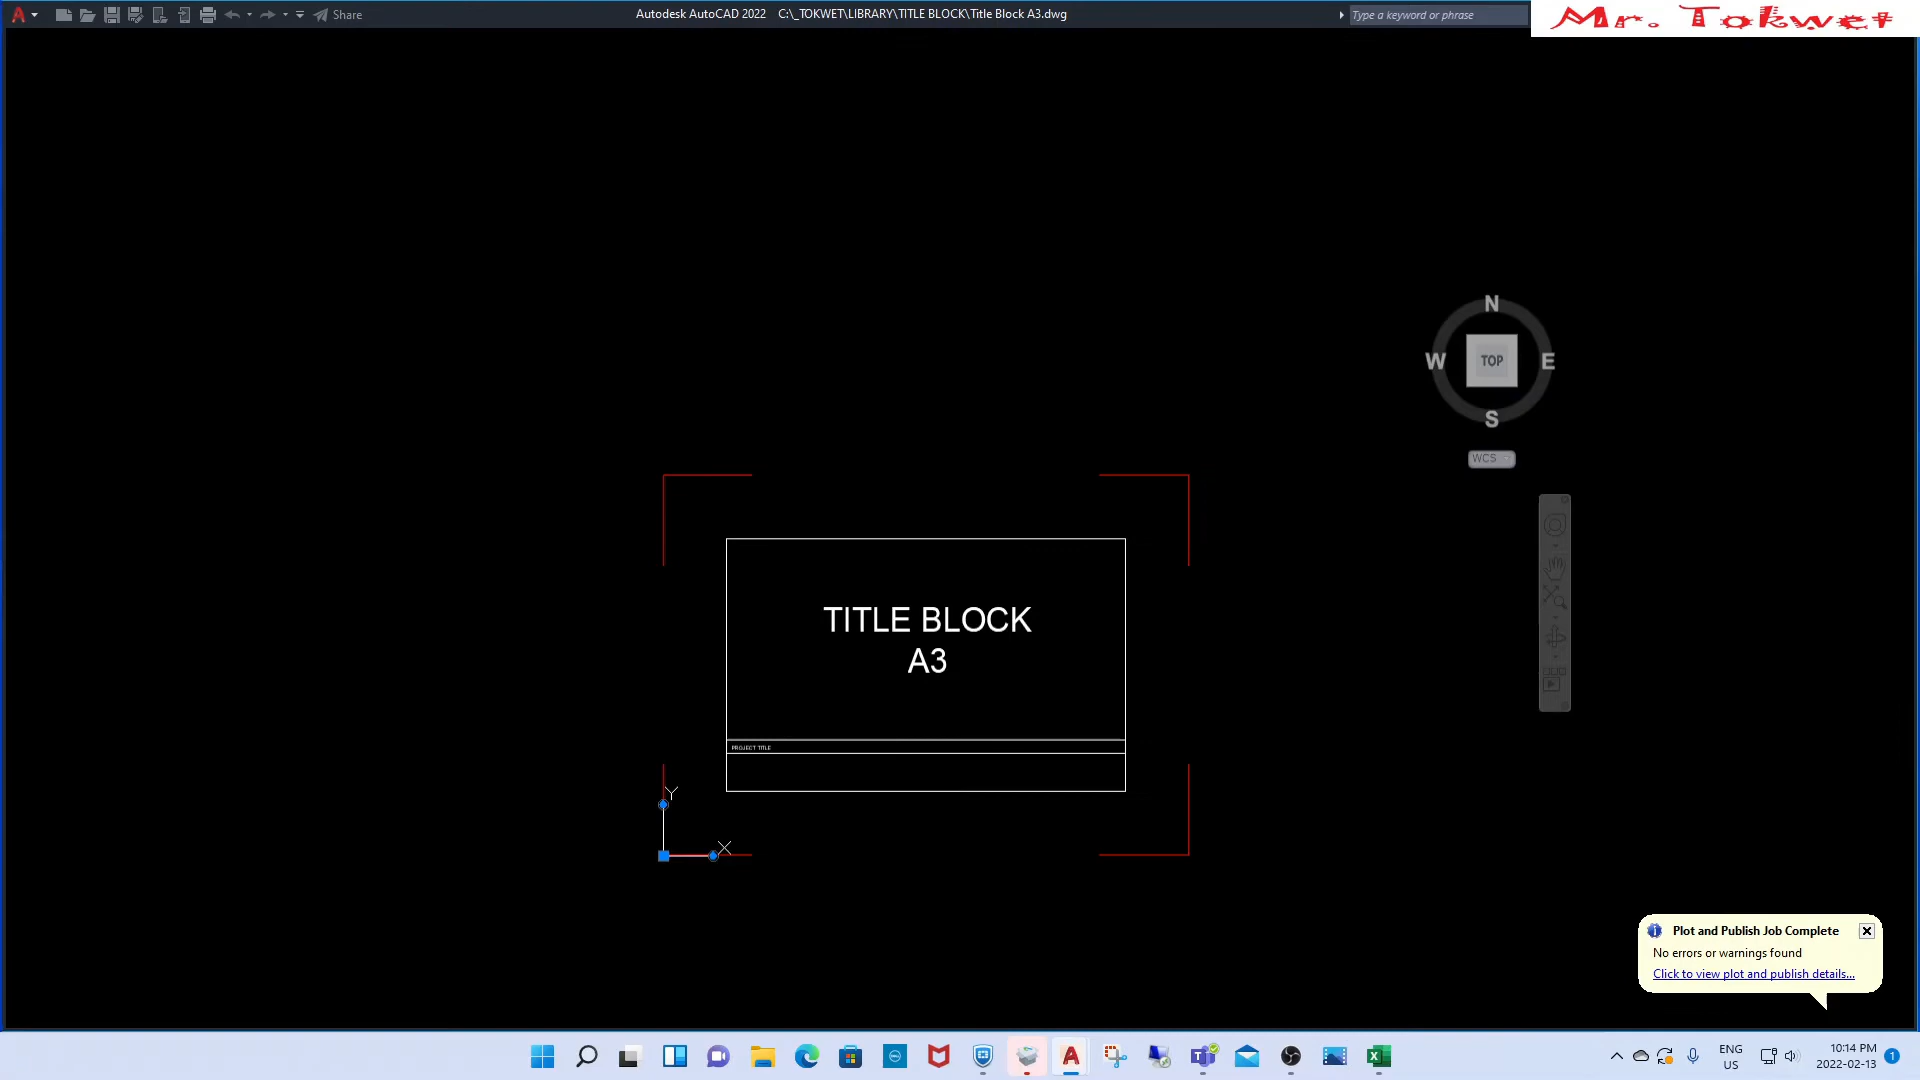 Share
Autodesk AutoCAD 2022 C:\_TOKWET\LIBRARY\TITLE BLOCK\Title Block A3.dwg
Type a keyword or phrase
Mr. Tokwet
N
W TOP E
S
WCS
TITLE BLOCK
A3
PROJECT TITLE
Y
X
Plot and Publish Job Complete
No errors or warnings found
Click to view plot and publish details...
ENG
US
10:14 PM
2022-02-13
1